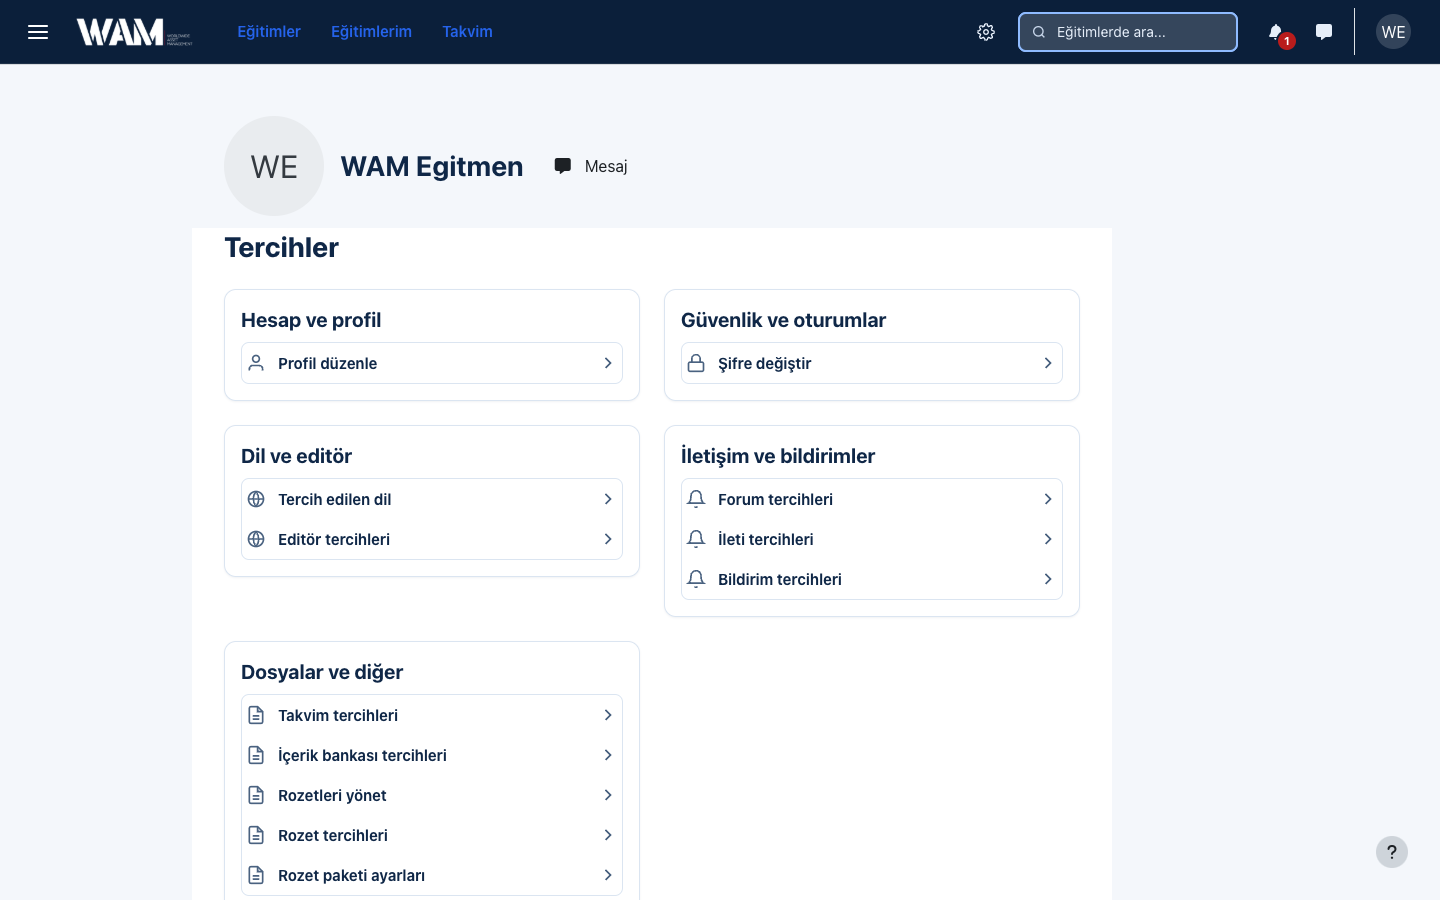 WAM
Eğitimler
Eğitimlerim
Takvim
Eğitimlerde ara...
1
WE
WE
WAM Egitmen
Mesaj
Tercihler
Hesap ve profil
Profil düzenle
Güvenlik ve oturumlar
Şifre değiştir
Dil ve editör
Tercih edilen dil
Editör tercihleri
İletişim ve bildirimler
Forum tercihleri
İleti tercihleri
Bildirim tercihleri
Dosyalar ve diğer
Takvim tercihleri
İçerik bankası tercihleri
Rozetleri yönet
Rozet tercihleri
Rozet paketi ayarları
?